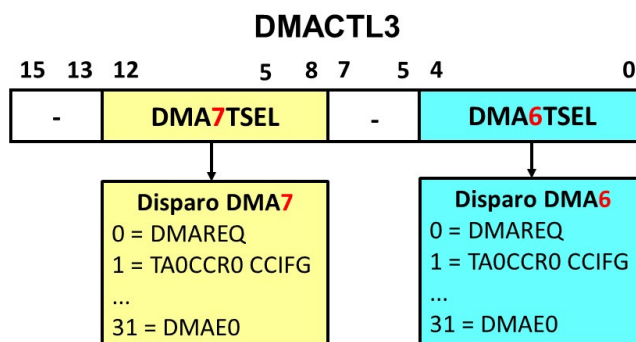 DMACTL3
15 13 12 5 8 7 5 4 0
- DMA7TSEL - DMA6TSEL
Disparo DMA7
0 = DMAREQ
1 = TA0CCR0 CCIFG
...
31 = DMAE0
Disparo DMA6
0 = DMAREQ
1 = TA0CCR0 CCIFG
...
31 = DMAE0